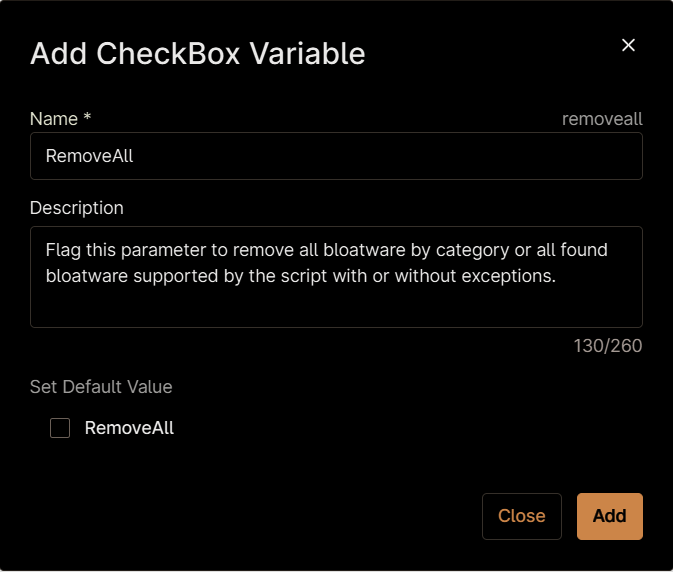 Add CheckBox Variable
Name *
removeall
RemoveAll
Description
Flag this parameter to remove all bloatware by category or all found
bloatware supported by the script with or without exceptions.
130/260
Set Default Value
RemoveAll
Close
Add